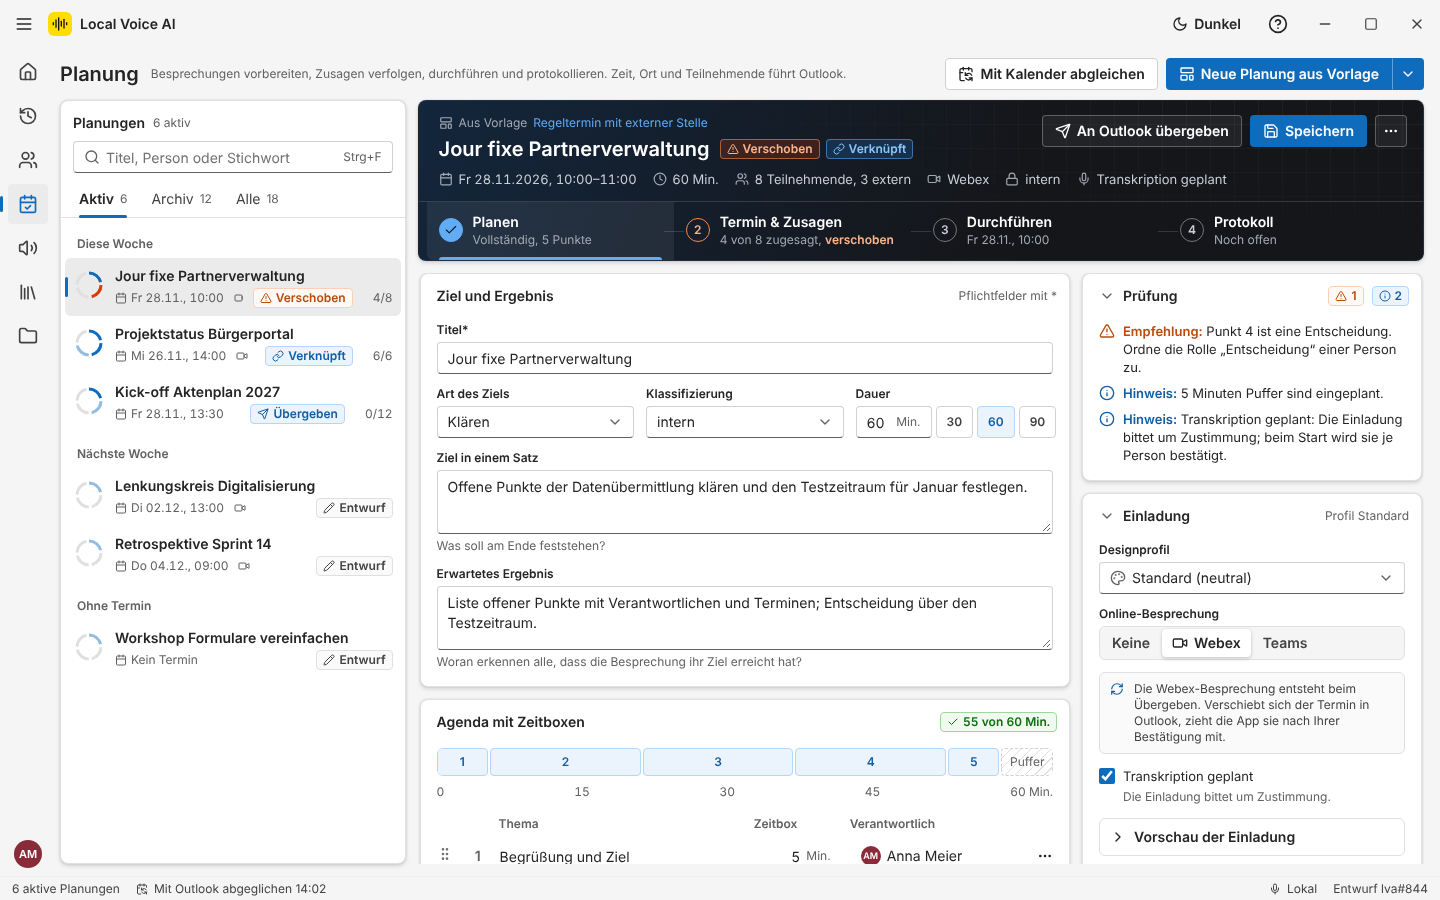 Local Voice AI
Dunkel
Planung
Besprechungen vorbereiten, Zusagen verfolgen, durchführen und protokollieren. Zeit, Ort und Teilnehmende führt Outlook.
Mit Kalender abgleichen
Neue Planung aus Vorlage
Planungen 6 aktiv
Titel, Person oder Stichwort Strg+F
Aktiv 6 Archiv 12 Alle 18
Diese Woche
Jour fixe Partnerverwaltung
Fr 28.11., 10:00 Verschoben 4/8
Projektstatus Bürgerportal
Mi 26.11., 14:00 Verknüpft 6/6
Kick-off Aktenplan 2027
Fr 28.11., 13:30 Übergeben 0/12
Nächste Woche
Lenkungskreis Digitalisierung
Di 02.12., 13:00 Entwurf
Retrospektive Sprint 14
Do 04.12., 09:00 Entwurf
Ohne Termin
Workshop Formulare vereinfachen
Kein Termin Entwurf
AM
Aus Vorlage Regeltermin mit externer Stelle
Jour fixe Partnerverwaltung Verschoben Verknüpft
An Outlook übergeben
Speichern
Fr 28.11.2026, 10:00–11:00 60 Min. 8 Teilnehmende, 3 extern Webex intern Transkription geplant
Planen
Vollständig, 5 Punkte
2 Termin & Zusagen
4 von 8 zugesagt, verschoben
3 Durchführen
Fr 28.11., 10:00
4 Protokoll
Noch offen
Ziel und Ergebnis Pflichtfelder mit *
Titel*
Jour fixe Partnerverwaltung
Art des Ziels Klassifizierung Dauer
Klären intern 60 Min. 30 60 90
Ziel in einem Satz
Offene Punkte der Datenübermittlung klären und den Testzeitraum für Januar festlegen.
Was soll am Ende feststehen?
Erwartetes Ergebnis
Liste offener Punkte mit Verantwortlichen und Terminen; Entscheidung über den
Testzeitraum.
Woran erkennen alle, dass die Besprechung ihr Ziel erreicht hat?
Agenda mit Zeitboxen 55 von 60 Min.
1 2 3 4 5 Puffer
0 15 30 45 60 Min.
Thema Zeitbox Verantwortlich
1 Begrüßung und Ziel 5 Min. AM Anna Meier
Prüfung 1 2
Empfehlung: Punkt 4 ist eine Entscheidung.
Ordne die Rolle „Entscheidung“ einer Person
zu.
Hinweis: 5 Minuten Puffer sind eingeplant.
Hinweis: Transkription geplant: Die Einladung
bittet um Zustimmung; beim Start wird sie je
Person bestätigt.
Einladung Profil Standard
Designprofil
Standard (neutral)
Online-Besprechung
Keine Webex Teams
Die Webex-Besprechung entsteht beim
Übergeben. Verschiebt sich der Termin in
Outlook, zieht die App sie nach Ihrer
Bestätigung mit.
Transkription geplant
Die Einladung bittet um Zustimmung.
Vorschau der Einladung
6 aktive Planungen Mit Outlook abgeglichen 14:02 Lokal Entwurf lva#844